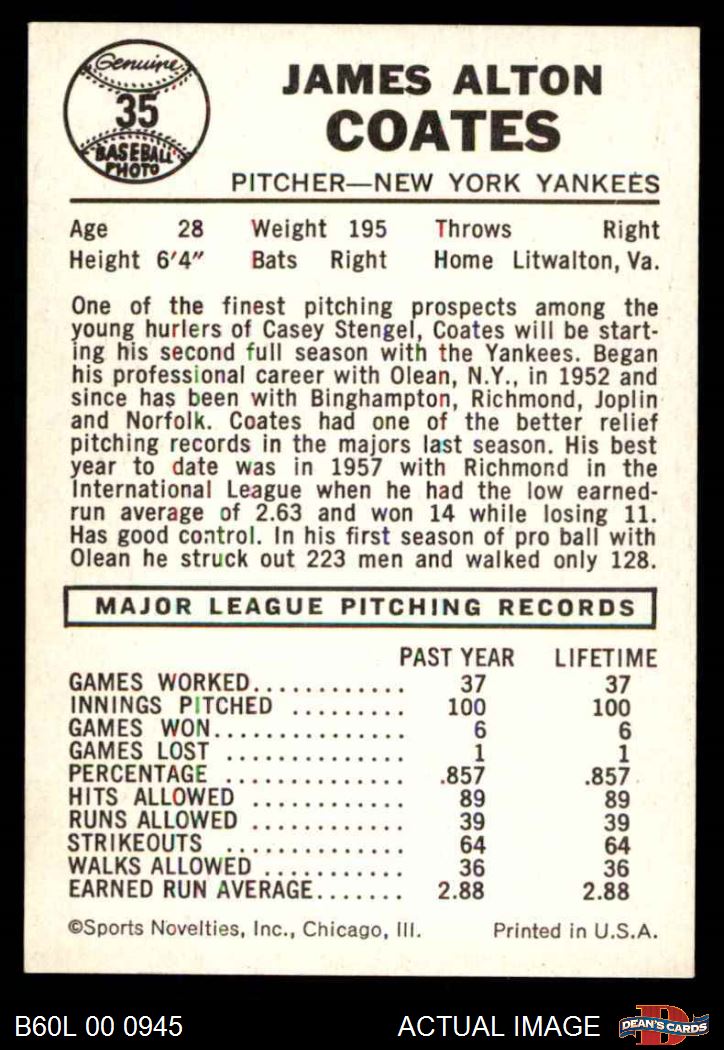 Genuine
35
BASEBALL
PHOTO
JAMES ALTON
COATES
PITCHER—NEW YORK YANKEES
Age 28 Weight 195 Throws Right
Height 6'4" Bats Right Home Litwalton, Va.
One of the finest pitching prospects among the
young hurlers of Casey Stengel, Coates will be start-
ing his second full season with the Yankees. Began
his professional career with Olean, N.Y., in 1952 and
since has been with Binghampton, Richmond, Joplin
and Norfolk. Coates had one of the better relief
pitching records in the majors last season. His best
year to date was in 1957 with Richmond in the
International League when he had the low earned-
run average of 2.63 and won 14 while losing 11.
Has good control. In his first season of pro ball with
Olean he struck out 223 men and walked only 128.
MAJOR LEAGUE PITCHING RECORDS
PAST YEAR LIFETIME
GAMES WORKED............ 37 37
INNINGS PITCHED ......... 100 100
GAMES WON............... 6 6
GAMES LOST ............. 1 1
PERCENTAGE ............. .857 .857
HITS ALLOWED ........... 89 89
RUNS ALLOWED ........... 39 39
STRIKEOUTS ............. 64 64
WALKS ALLOWED .......... 36 36
EARNED RUN AVERAGE....... 2.88 2.88
©Sports Novelties, Inc., Chicago, Ill. Printed in U.S.A.
B60L 00 0945 ACTUAL IMAGE D DEAN'S CARDS